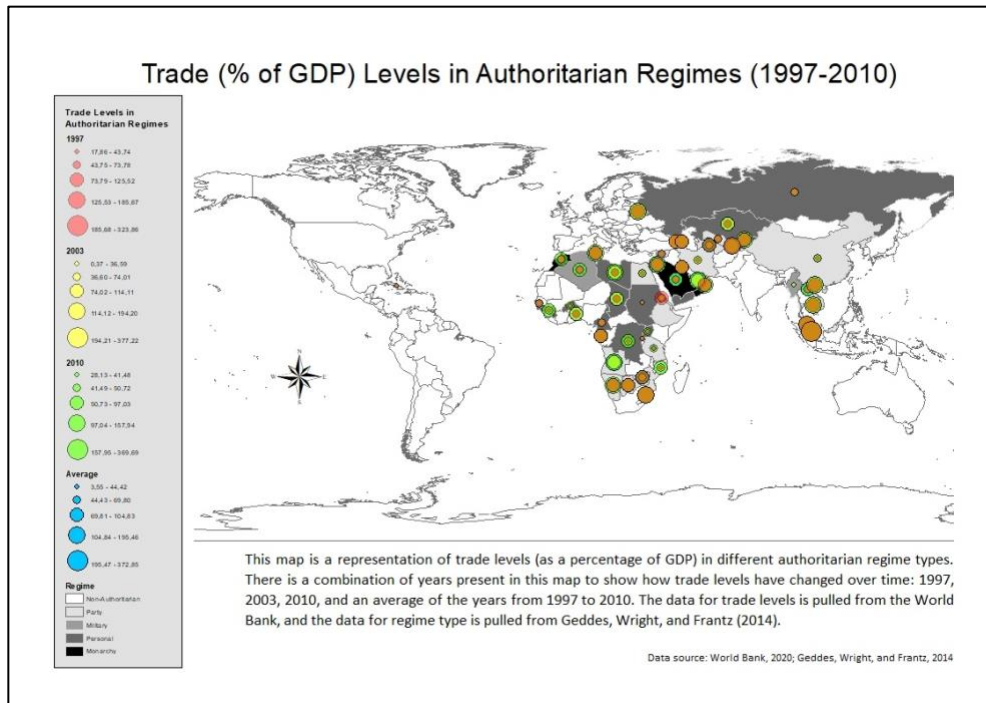 Trade (% of GDP) Levels in Authoritarian Regimes (1997-2010)
Trade Levels in
Authoritarian Regimes
1997
17,86 - 43,74
43,75 - 73,78
73,79 - 125,52
125,53 - 185,67
185,68 - 323,86
2003
0,37 - 36,59
36,60 - 74,01
74,02 - 114,11
114,12 - 194,20
194,21 - 377,22
2010
28,13 - 41,48
41,49 - 50,72
90,73 - 97,03
97,04 - 157,94
157,95 - 369,69
Average
3,55 - 44,42
44,43 - 69,80
69,81 - 104,83
104,84 - 195,46
195,47 - 372,85
Regime
Non-Authoritarian
Party
Military
Personal
Monarchy
N
W
E
S
This map is a representation of trade levels (as a percentage of GDP) in different authoritarian regime types.
There is a combination of years present in this map to show how trade levels have changed over time: 1997,
2003, 2010, and an average of the years from 1997 to 2010. The data for trade levels is pulled from the World
Bank, and the data for regime type is pulled from Geddes, Wright, and Frantz (2014).
Data source: World Bank, 2020; Geddes, Wright, and Frantz, 2014